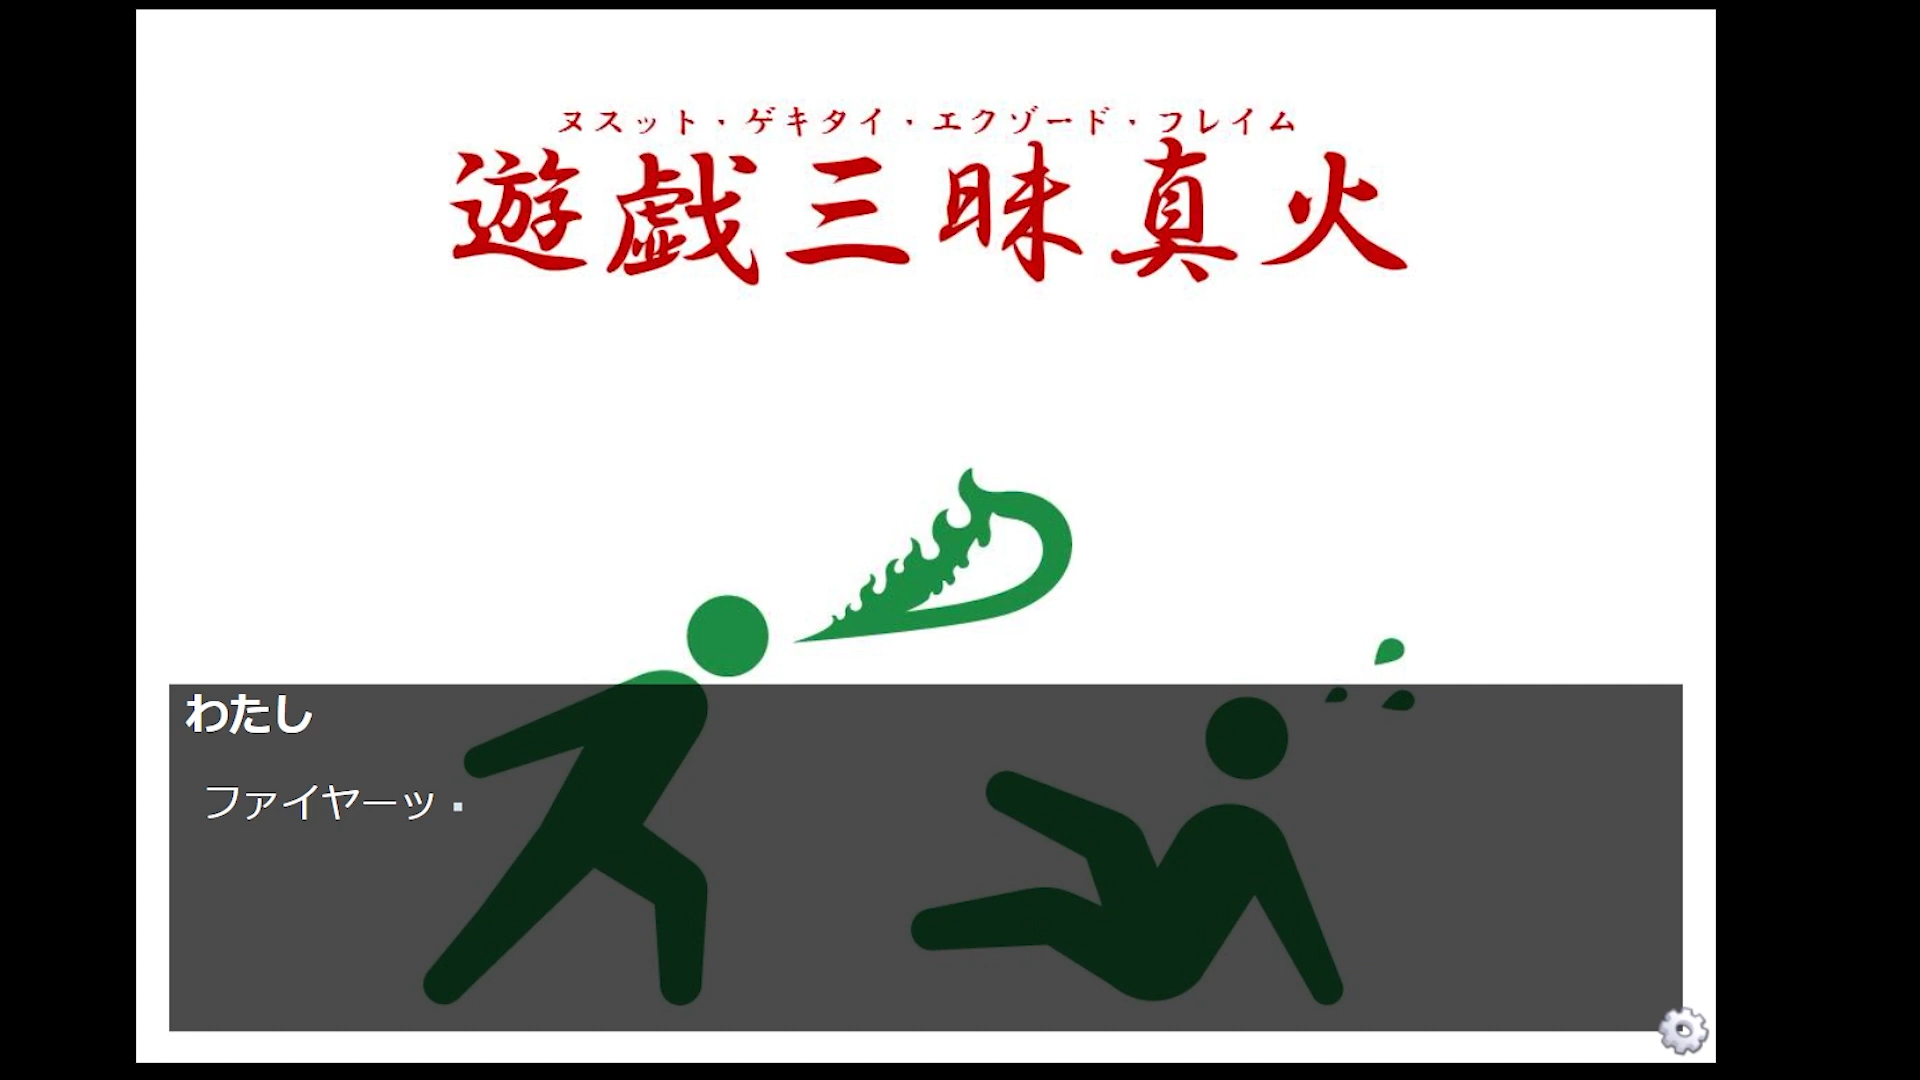 ヌスット・ゲキタイ・エクゾード・フレイム
遊戯三昧真火
わたし
ファイヤーッ